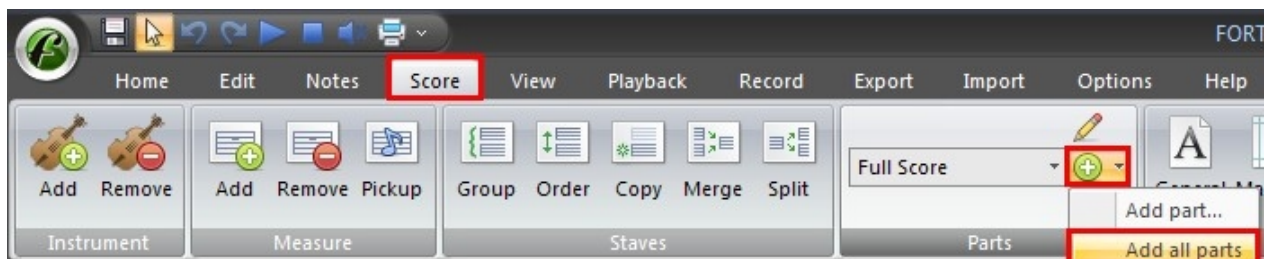 FORT
Home Edit Notes Score View Playback Record Export Import Options Help
Full Score
Add Remove Add Remove Pickup Group Order Copy Merge Split
Add part...
Instrument Measure Staves Parts
Add all parts